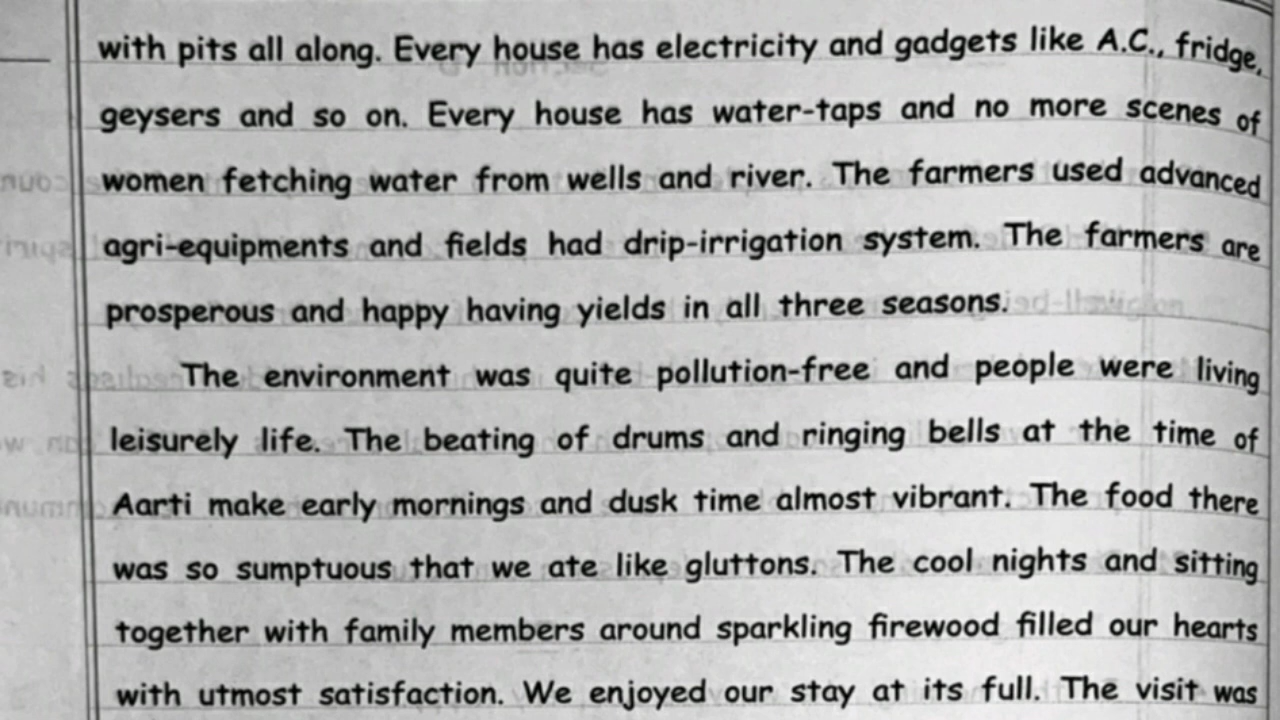 with pits all along. Every house has electricity and gadgets like A.C., fridge,
geysers and so on. Every house has water-taps and no more scenes of
women fetching water from wells and river. The farmers used advanced
agri-equipments and fields had drip-irrigation system. The farmers are
prosperous and happy having yields in all three seasons.
The environment was quite pollution-free and people were living
leisurely life. The beating of drums and ringing bells at the time of
Aarti make early mornings and dusk time almost vibrant. The food there
was so sumptuous that we ate like gluttons. The cool nights and sitting
together with family members around sparkling firewood filled our hearts
with utmost satisfaction. We enjoyed our stay at its full. The visit was